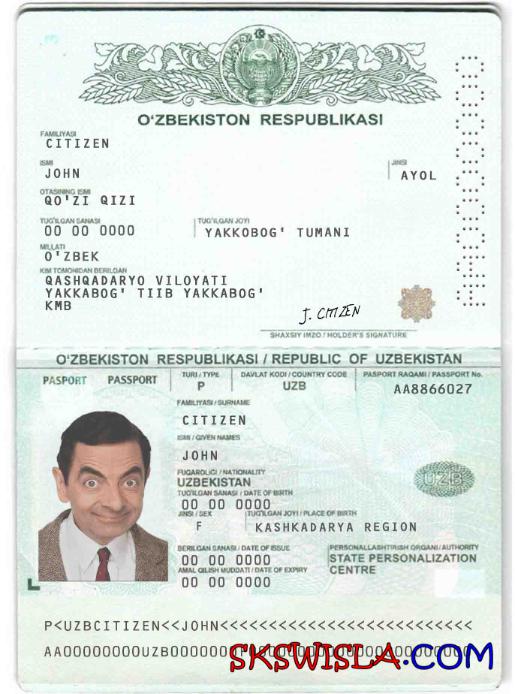 O'ZBEKISTON RESPUBLIKASI
FAMILIYASI
CITIZEN
ISMI JINSI
JOHN AYOL
OTASINING ISMI
QO'ZI QIZI
TUG'ILGAN SANASI TUG'ILGAN JOYI
00 00 0000 YAKKOBOG' TUMANI
MILLATI
O'ZBEK
KIM TOMONIDAN BERILGAN
QASHQADARYO VILOYATI
YAKKABOG' TIIB YAKKABOG'
KMB
J. CITIZEN
SHAXSIY IMZO / HOLDER'S SIGNATURE
O'ZBEKISTON RESPUBLIKASI / REPUBLIC OF UZBEKISTAN
PASPORT PASSPORT TURI / TYPE DAVLAT KODI / COUNTRY CODE PASPORT RAQAMI / PASSPORT No.
P UZB AA8866027
FAMILIYASI / SURNAME
CITIZEN
ISMI / GIVEN NAMES
JOHN
FUQAROLIGI / NATIONALITY
UZBEKISTAN UZB
TUG'ILGAN SANASI / DATE OF BIRTH
00 00 0000
JINSI / SEX TUG'ILGAN JOYI / PLACE OF BIRTH
F KASHKADARYA REGION
BERILGAN SANASI / DATE OF ISSUE PERSONALLASHTIRISH ORGANI / AUTHORITY
00 00 0000 STATE PERSONALIZATION
AMAL QILISH MUDDATI / DATE OF EXPIRY CENTRE
00 00 0000
P<UZBCITIZEN<<JOHN<<<<<<<<<<<<<<<<<<<<<<<<<<
SKSWISLA.COM